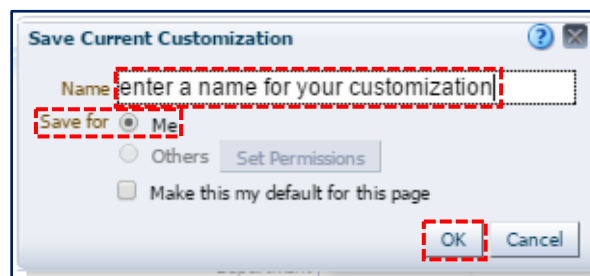 Save Current Customization
Name enter a name for your customization
Save for Me
Others Set Permissions
Make this my default for this page
OK Cancel